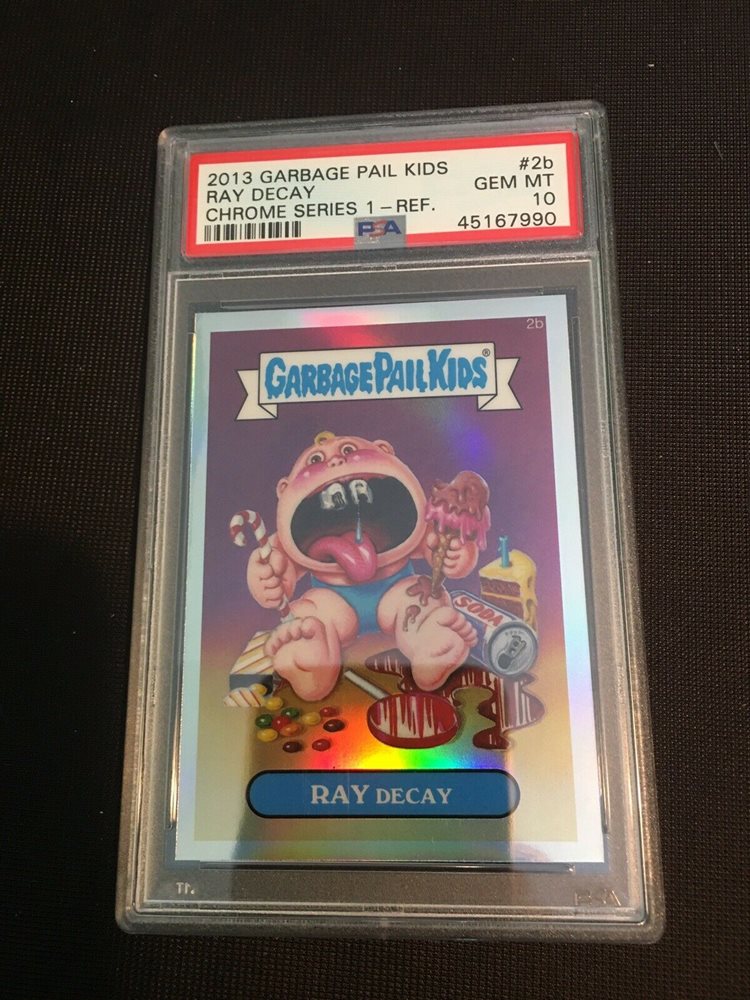 2013 GARBAGE PAIL KIDS #2b
RAY DECAY GEM MT
CHROME SERIES 1 – REF. 10
PSA 45167990
2b
GARBAGE PAIL KIDS®
SODA
RAY DECAY
PSA